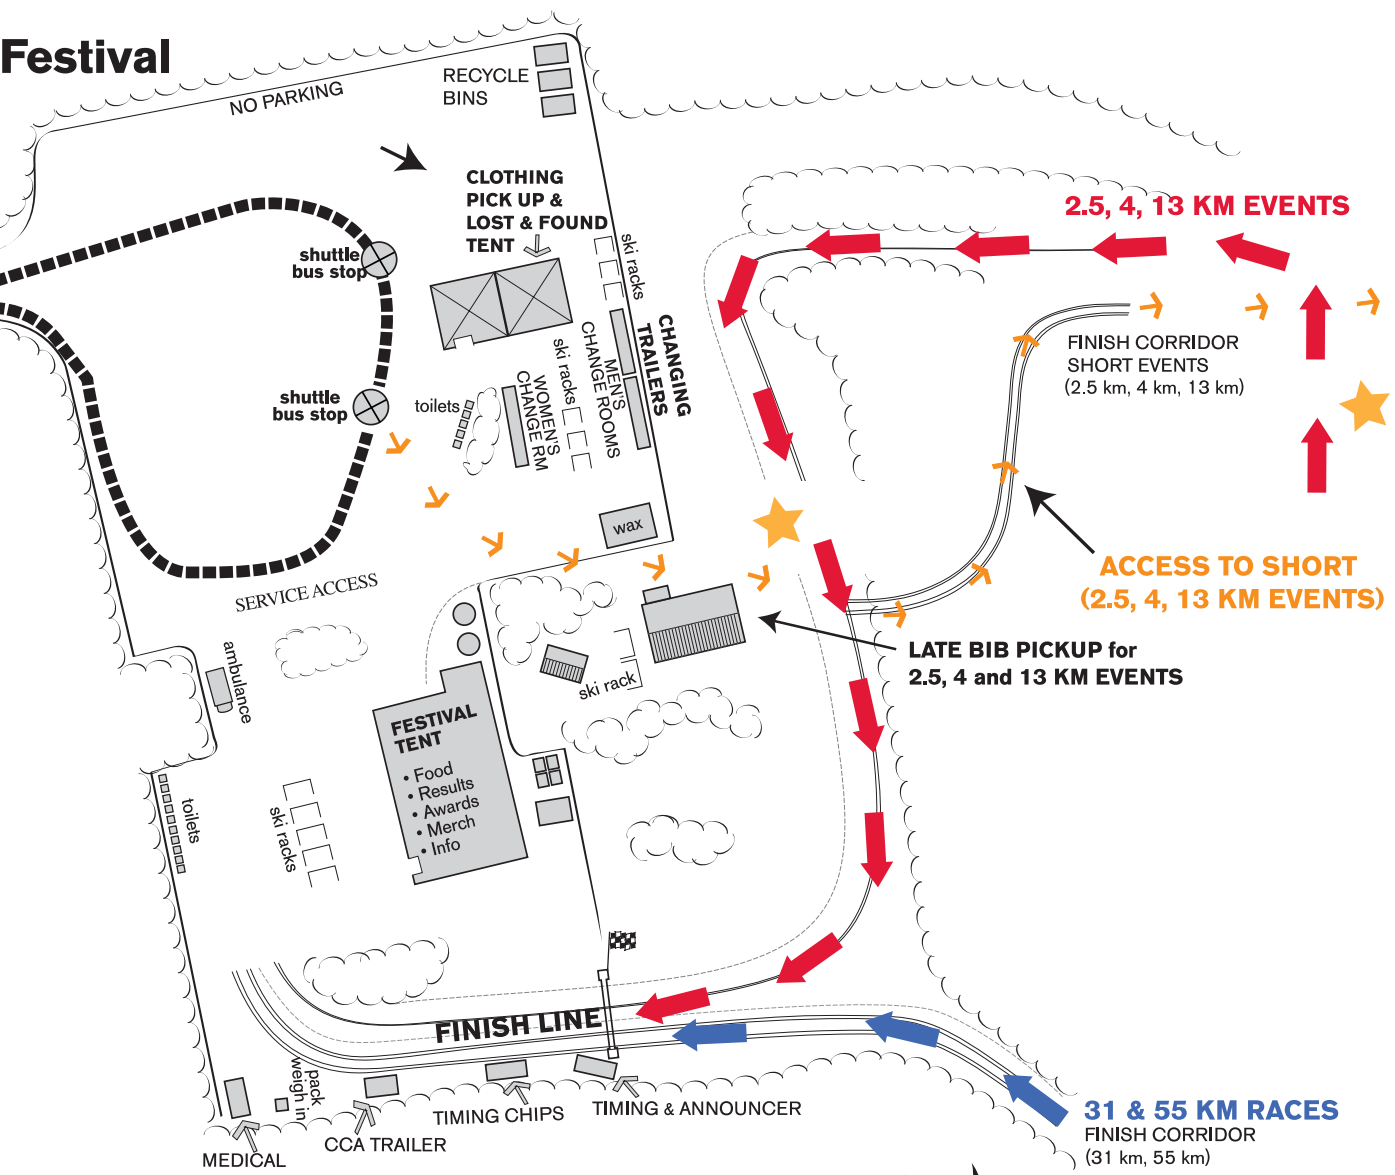 Festival
NO PARKING
RECYCLE
BINS
CLOTHING
PICK UP &
LOST & FOUND
TENT
ski racks
shuttle
bus stop
CHANGING
TRAILERS
MEN'S
CHANGE ROOMS
ski racks
WOMEN'S
CHANGE RM
toilets
shuttle
bus stop
wax
SERVICE ACCESS
2.5, 4, 13 KM EVENTS
FINISH CORRIDOR
SHORT EVENTS
(2.5 km, 4 km, 13 km)
ACCESS TO SHORT
(2.5, 4, 13 KM EVENTS)
LATE BIB PICKUP for
2.5, 4 and 13 KM EVENTS
ambulance
ski rack
FESTIVAL
TENT
• Food
• Results
• Awards
• Merch
• Info
toilets
ski racks
FINISH LINE
pack
weigh in
MEDICAL
CCA TRAILER
TIMING CHIPS
TIMING & ANNOUNCER
31 & 55 KM RACES
FINISH CORRIDOR
(31 km, 55 km)